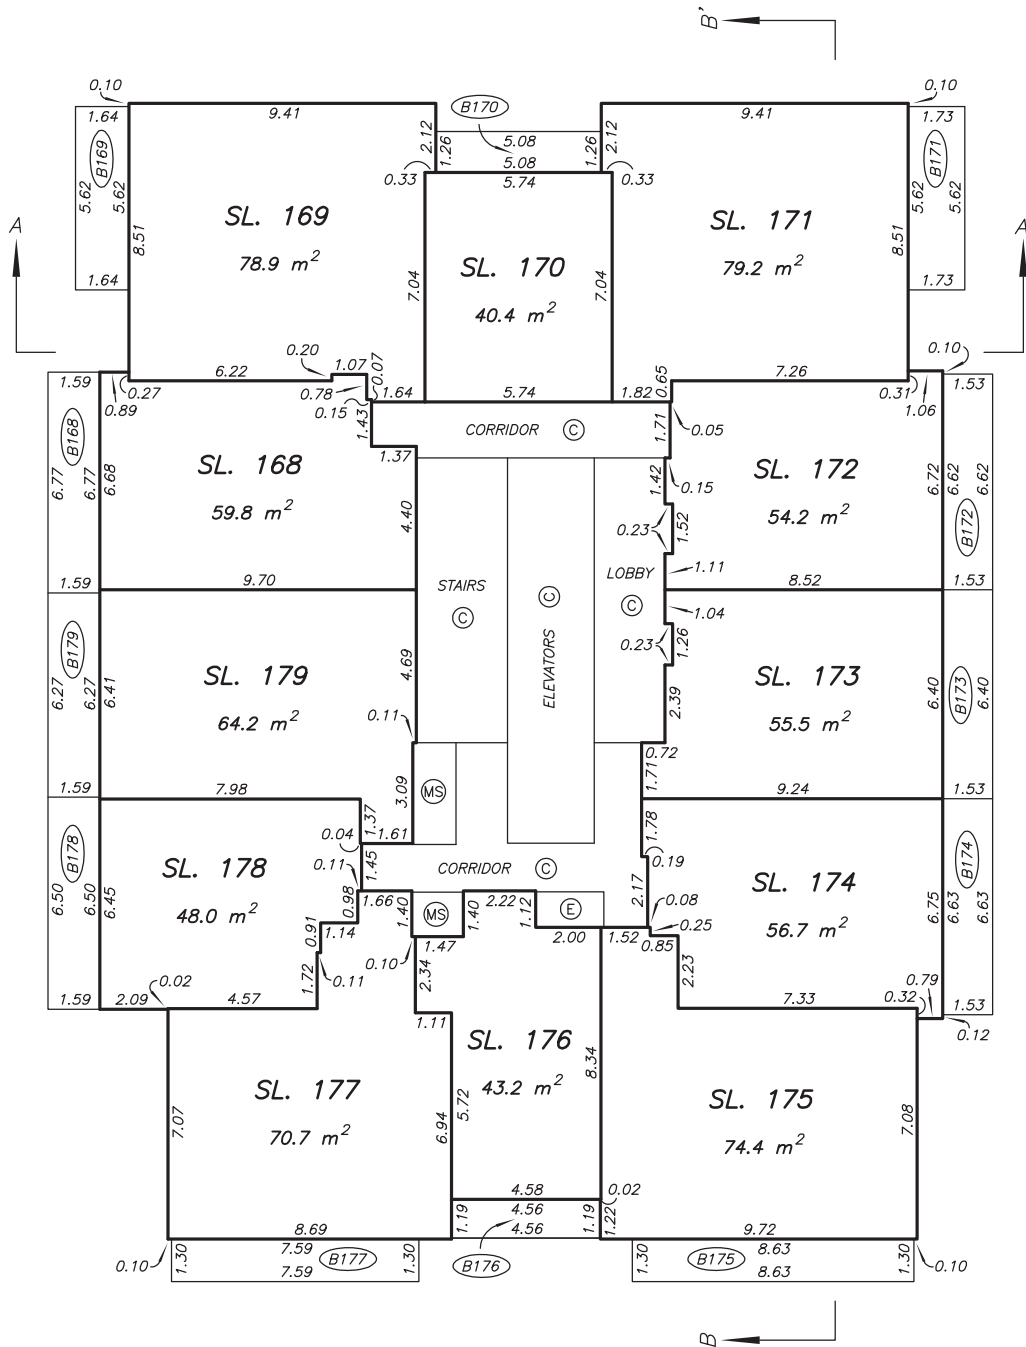 B'
0.10
9.41
B170
9.41
0.10
1.64
B169
5.62
5.62
1.64
8.51
SL. 169
78.9 m²
2.12
1.26
5.08
5.08
1.26
2.12
0.33
5.74
0.33
SL. 170
40.4 m²
7.04
7.04
5.74
SL. 171
79.2 m²
8.51
1.73
B171
5.62
5.62
1.73
A
A
0.20
1.07
0.07
6.22
0.78
0.15
1.64
1.43
1.37
1.82
0.65
7.26
0.31
0.10
1.53
1.06
0.05
1.71
1.59
0.27
0.89
B168
6.77
6.77
6.68
SL. 168
59.8 m²
4.40
1.59
9.70
CORRIDOR C
0.15
1.42
0.23
1.52
1.11
SL. 172
54.2 m²
6.72
6.62
6.62
B172
8.52
1.53
STAIRS
C
C
ELEVATORS
LOBBY
C
B179
6.27
6.27
6.41
SL. 179
64.2 m²
4.69
0.11
3.09
1.59
7.98
1.37
1.61
MS
1.04
0.23
1.26
2.39
0.72
1.71
SL. 173
55.5 m²
6.40
B173
6.40
9.24
1.53
B178
6.50
6.50
6.45
SL. 178
48.0 m²
0.04
0.11
1.45
0.98
0.91
1.14
1.66
1.72
0.11
0.02
1.59
2.09
4.57
CORRIDOR C
1.40
MS
1.40
1.47
0.10
2.22
1.12
E
2.00
1.78
0.19
2.17
0.08
0.25
1.52
0.85
2.23
SL. 174
56.7 m²
6.75
6.63
6.63
B174
0.79
0.32
7.33
1.53
0.12
2.34
1.11
7.07
SL. 177
70.7 m²
6.94
5.72
SL. 176
43.2 m²
8.34
SL. 175
74.4 m²
7.08
8.69
4.58
0.02
1.19
4.56
4.56
1.19
1.22
9.72
0.10
1.30
7.59
7.59
B177
1.30
B176
1.30
B175
8.63
8.63
1.30
0.10
B